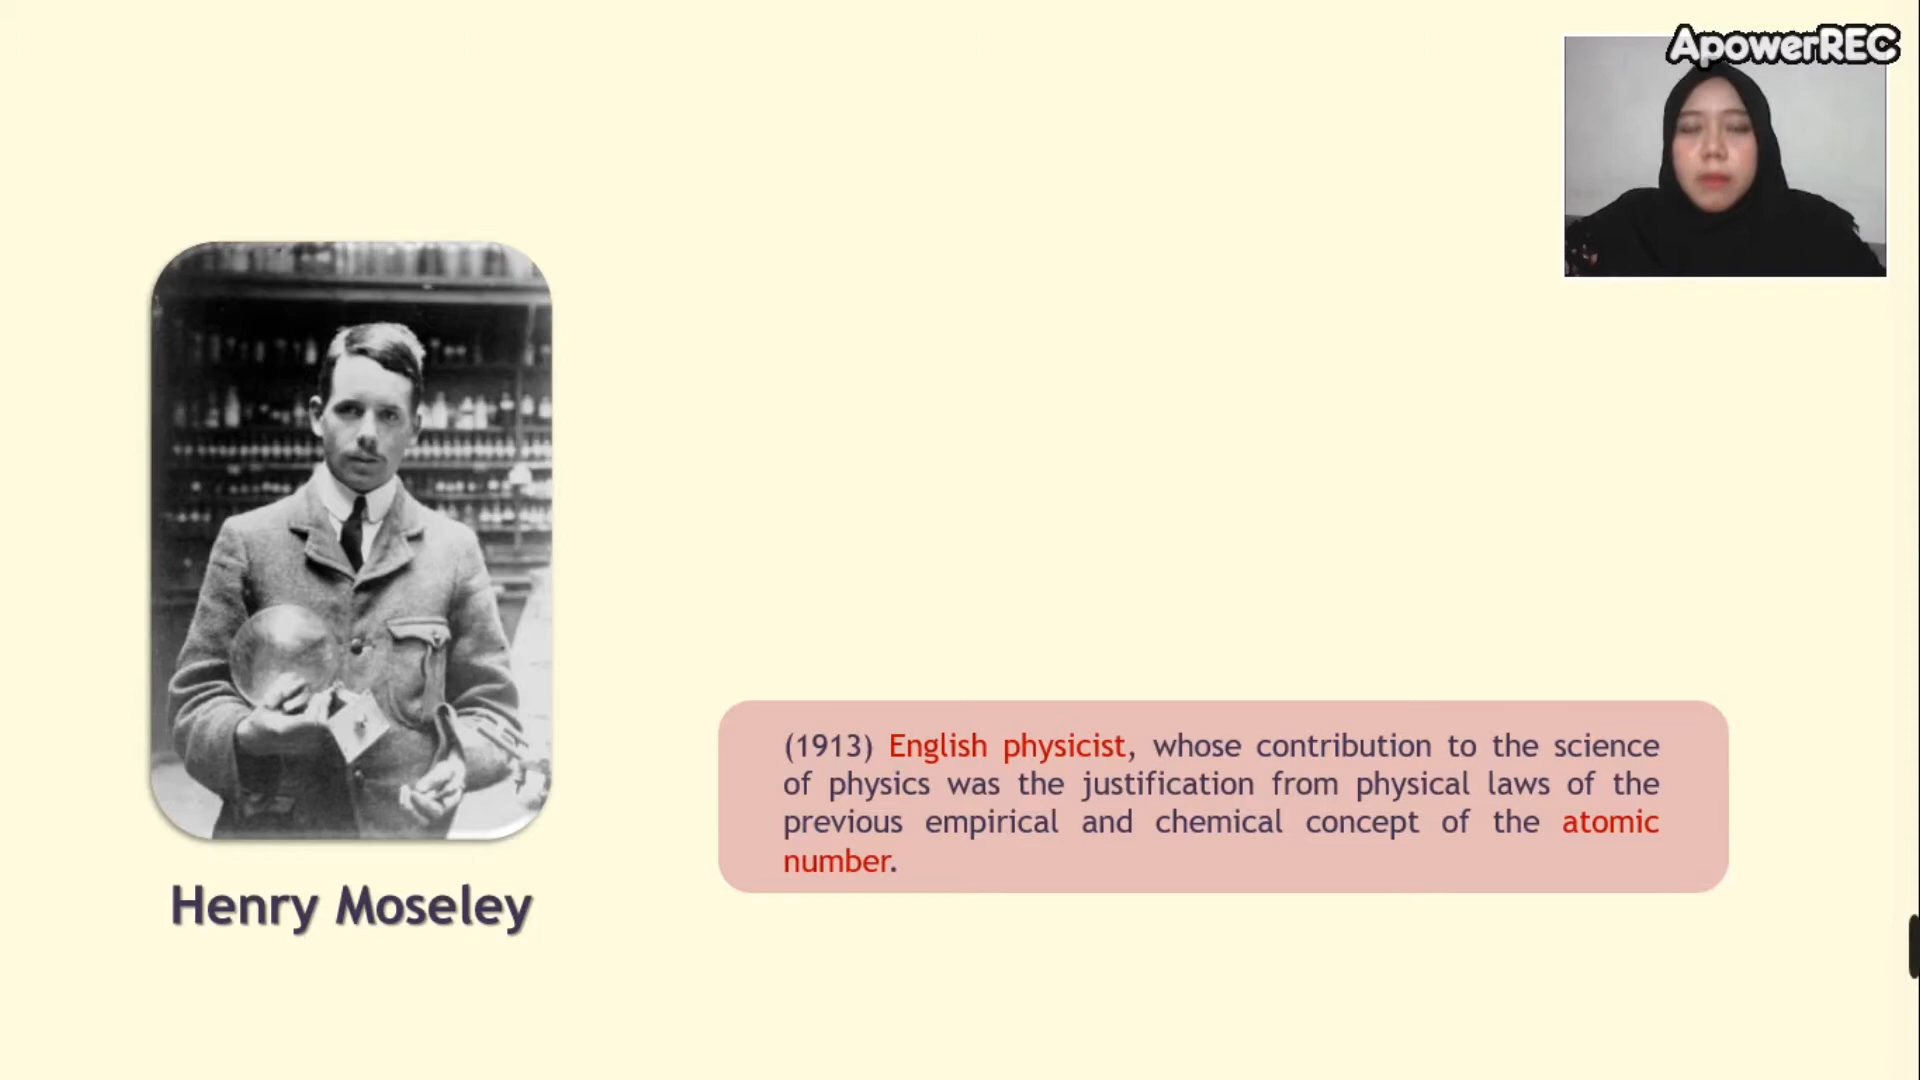 ApowerREC
(1913) English physicist, whose contribution to the science
of physics was the justification from physical laws of the
previous empirical and chemical concept of the atomic
number.
Henry Moseley